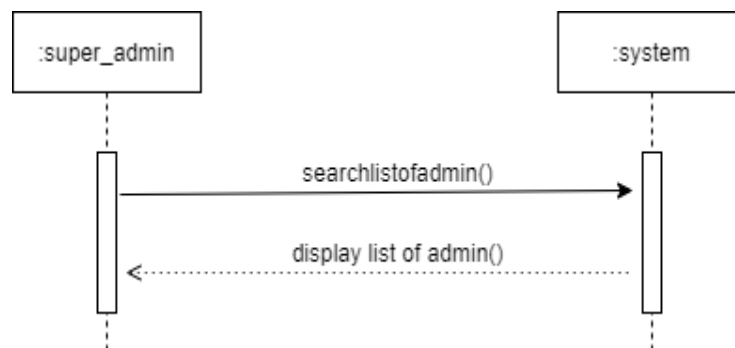 :super_admin
:system
searchlistofadmin()
display list of admin()